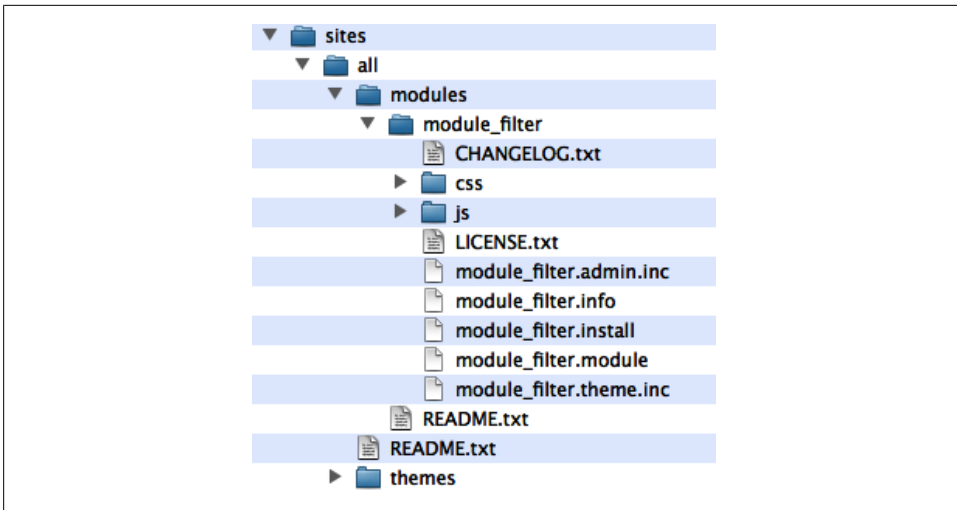 sites
all
modules
module_filter
CHANGELOG.txt
css
js
LICENSE.txt
module_filter.admin.inc
module_filter.info
module_filter.install
module_filter.module
module_filter.theme.inc
README.txt
README.txt
themes